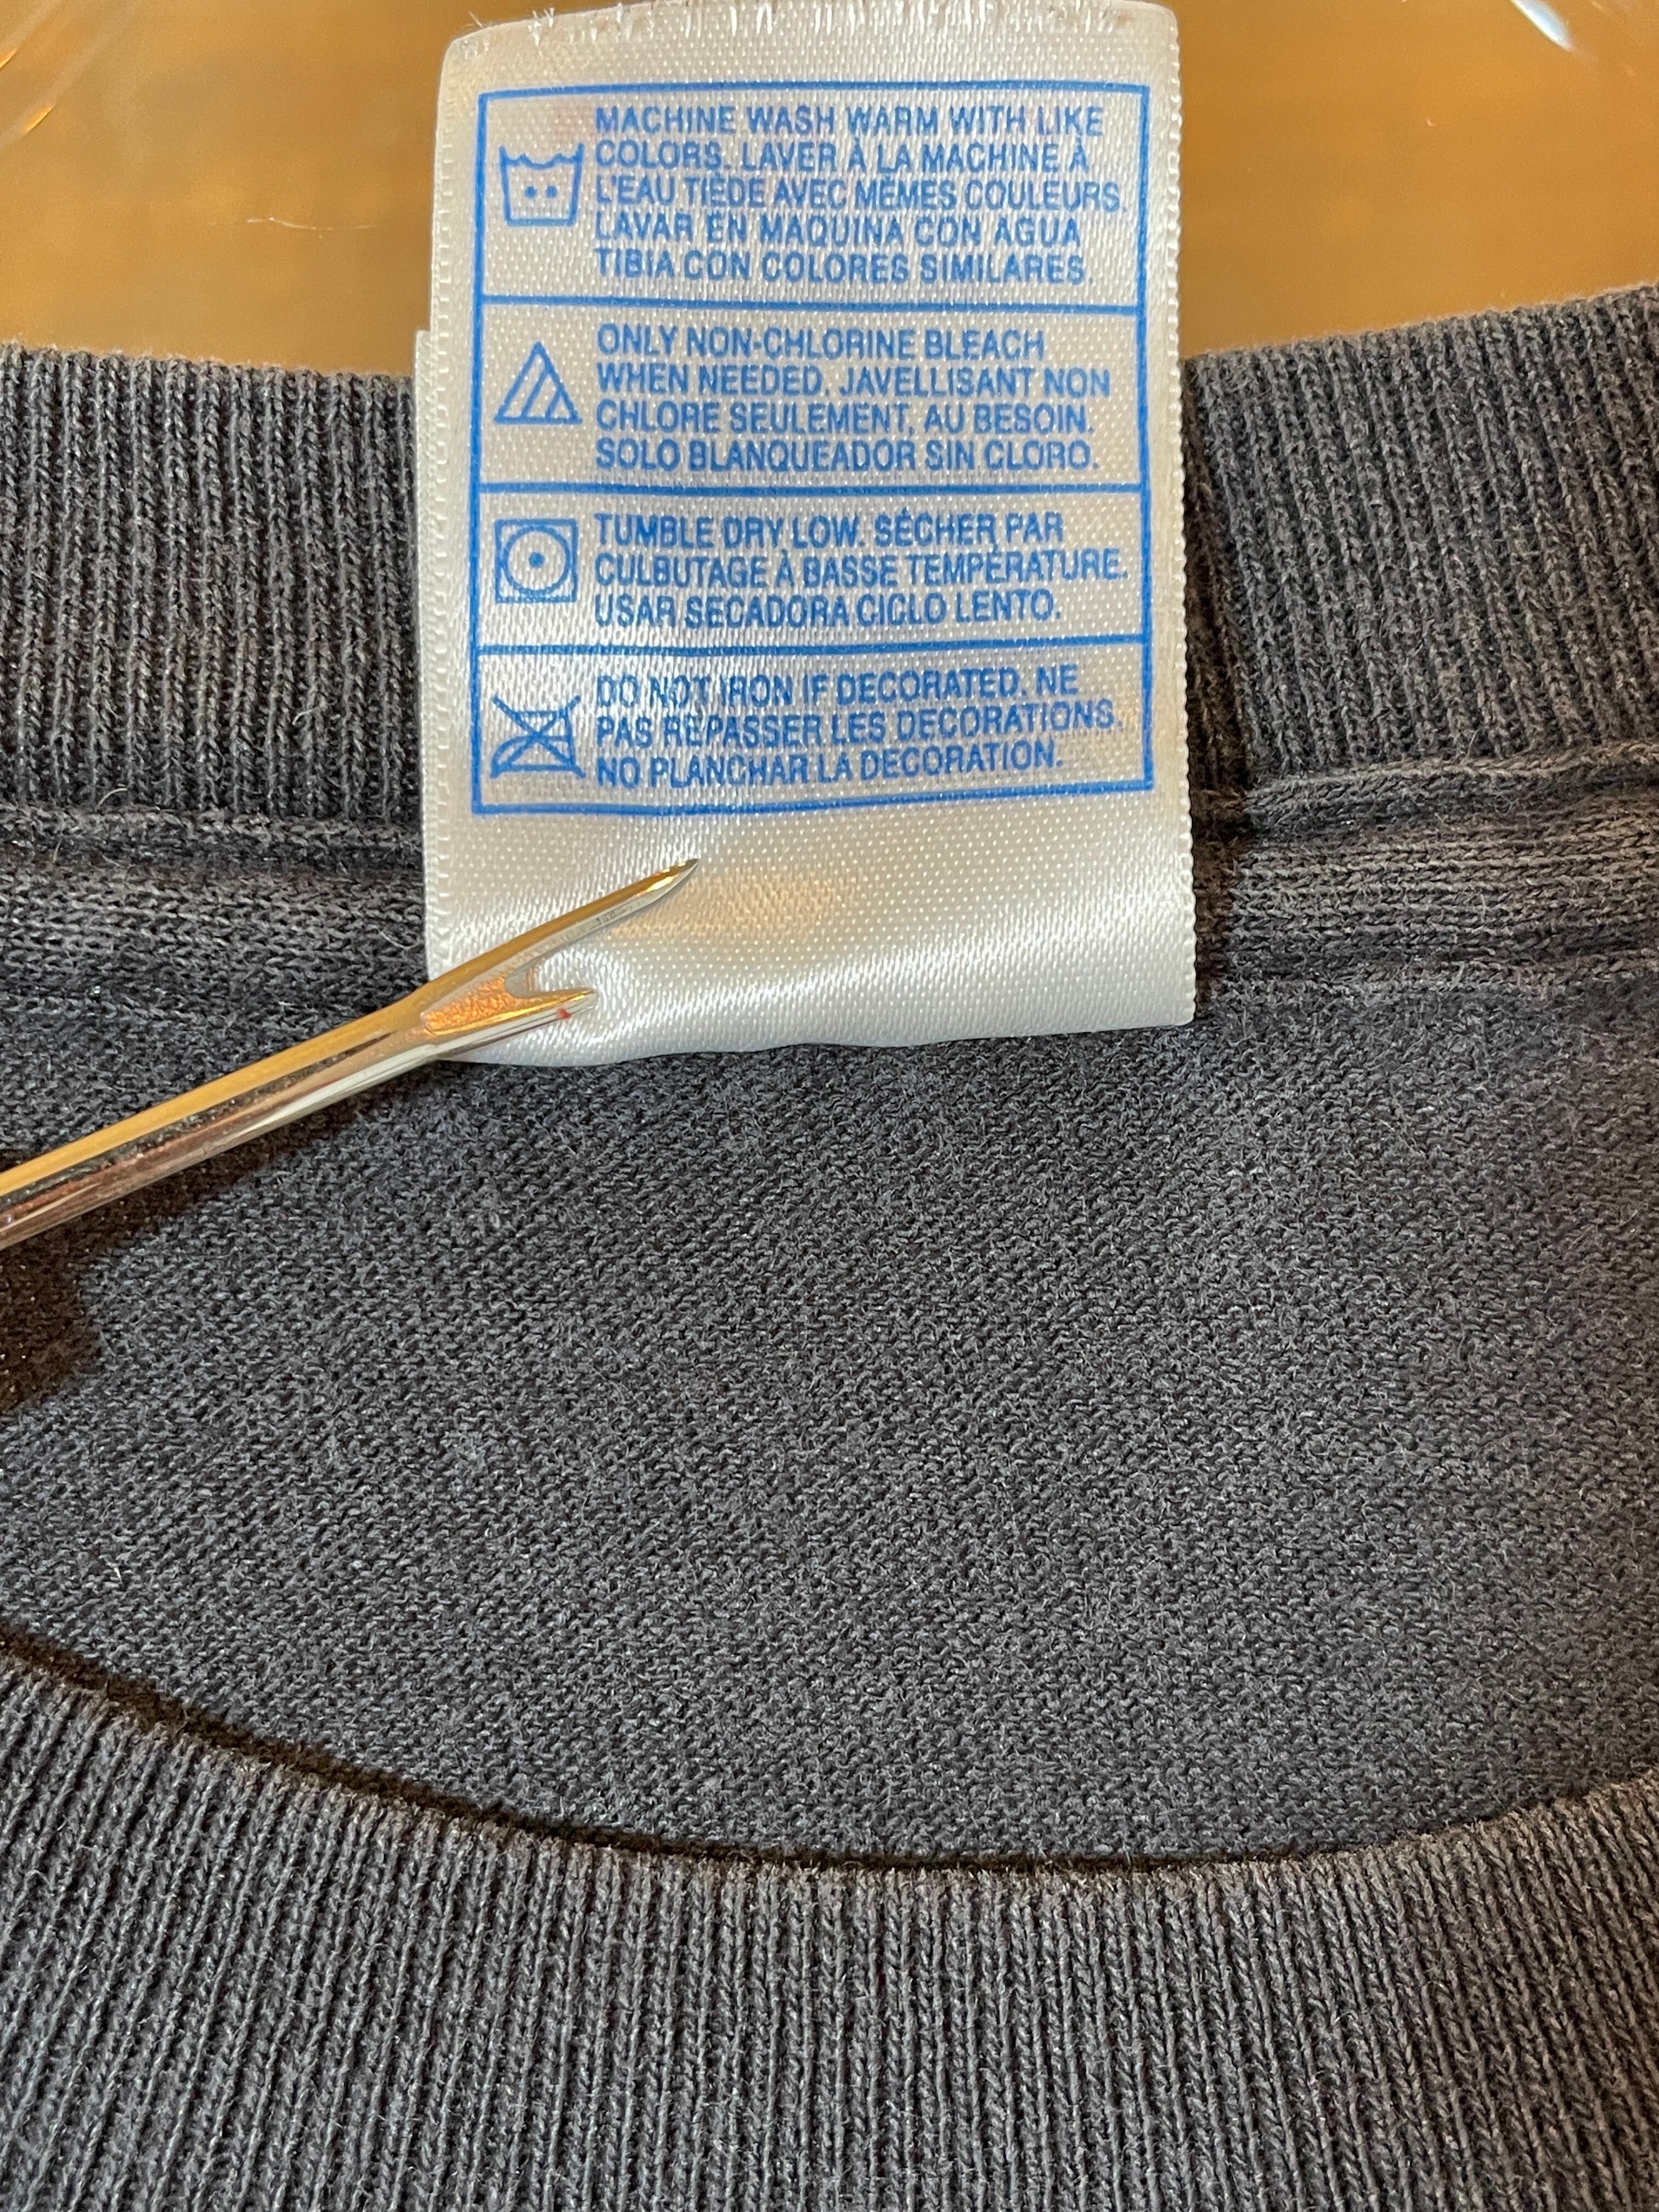 MACHINE WASH WARM WITH LIKE
COLORS. LAVER À LA MACHINE À
L'EAU TIÈDE AVEC MÊMES COULEURS.
LAVAR EN MAQUINA CON AGUA
TIBIA CON COLORES SIMILARES.
ONLY NON-CHLORINE BLEACH
WHEN NEEDED. JAVELLISANT NON
CHLORE SEULEMENT, AU BESOIN.
SOLO BLANQUEADOR SIN CLORO.
TUMBLE DRY LOW. SÉCHER PAR
CULBUTAGE À BASSE TEMPÉRATURE.
USAR SECADORA CICLO LENTO.
DO NOT IRON IF DECORATED. NE
PAS REPASSER LES DECORATIONS.
NO PLANCHAR LA DECORATION.